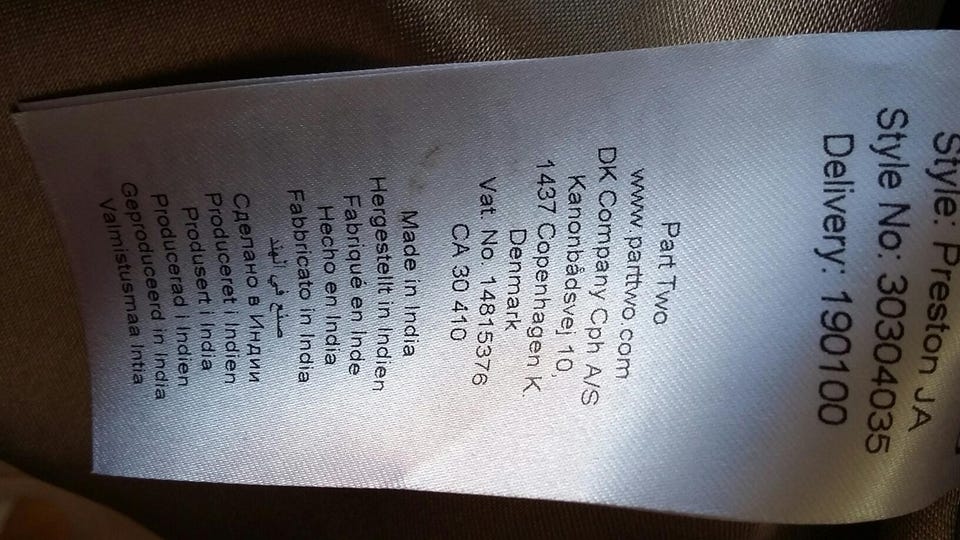 Style: Preston JA
Style No: 30304035
Delivery: 190100
Part Two
www.parttwo.com
DK Company Cph A/S
Kanonbådsvej 10,
1437 Copenhagen K.
Denmark
Vat. No. 14815376
CA 30 410
Made in India
Hergestellt in Indien
Fabriqué en Inde
Hecho en India
Fabbricato in India
صنع في الهند
Сделано в Индии
Produceret i Indien
Produsert i India
Producerad i Indien
Geproduceerd in India
Valmistusmaa Intia